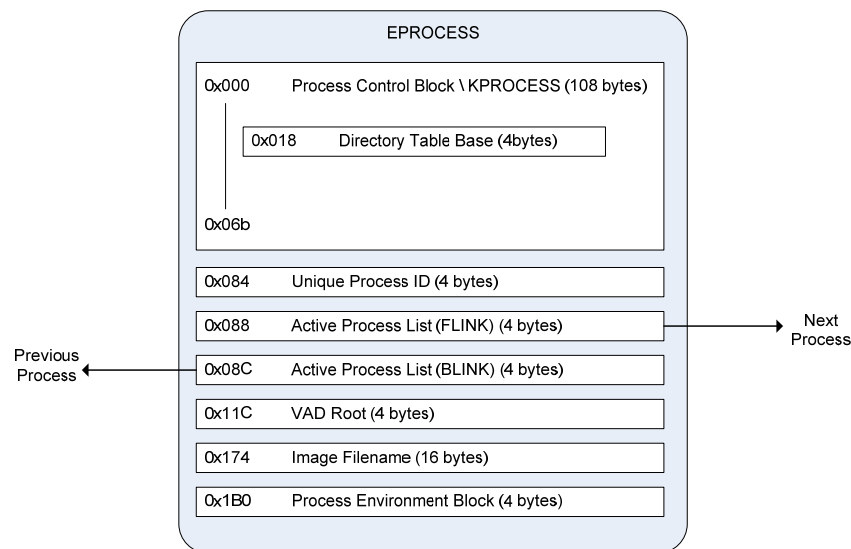 EPROCESS
0x000 Process Control Block \ KPROCESS (108 bytes)
0x018 Directory Table Base (4bytes)
0x06b
0x084 Unique Process ID (4 bytes)
0x088 Active Process List (FLINK) (4 bytes)
Next
Process
Previous
Process
0x08C Active Process List (BLINK) (4 bytes)
0x11C VAD Root (4 bytes)
0x174 Image Filename (16 bytes)
0x1B0 Process Environment Block (4 bytes)